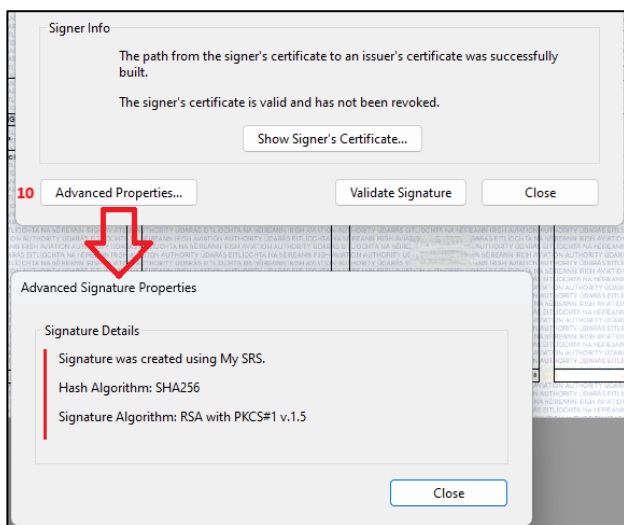 Signer Info
The path from the signer's certificate to an issuer's certificate was successfully
built.
The signer's certificate is valid and has not been revoked.
Show Signer's Certificate...
10 Advanced Properties... Validate Signature Close
Advanced Signature Properties
Signature Details
Signature was created using My SRS.
Hash Algorithm: SHA256
Signature Algorithm: RSA with PKCS#1 v.1.5
Close